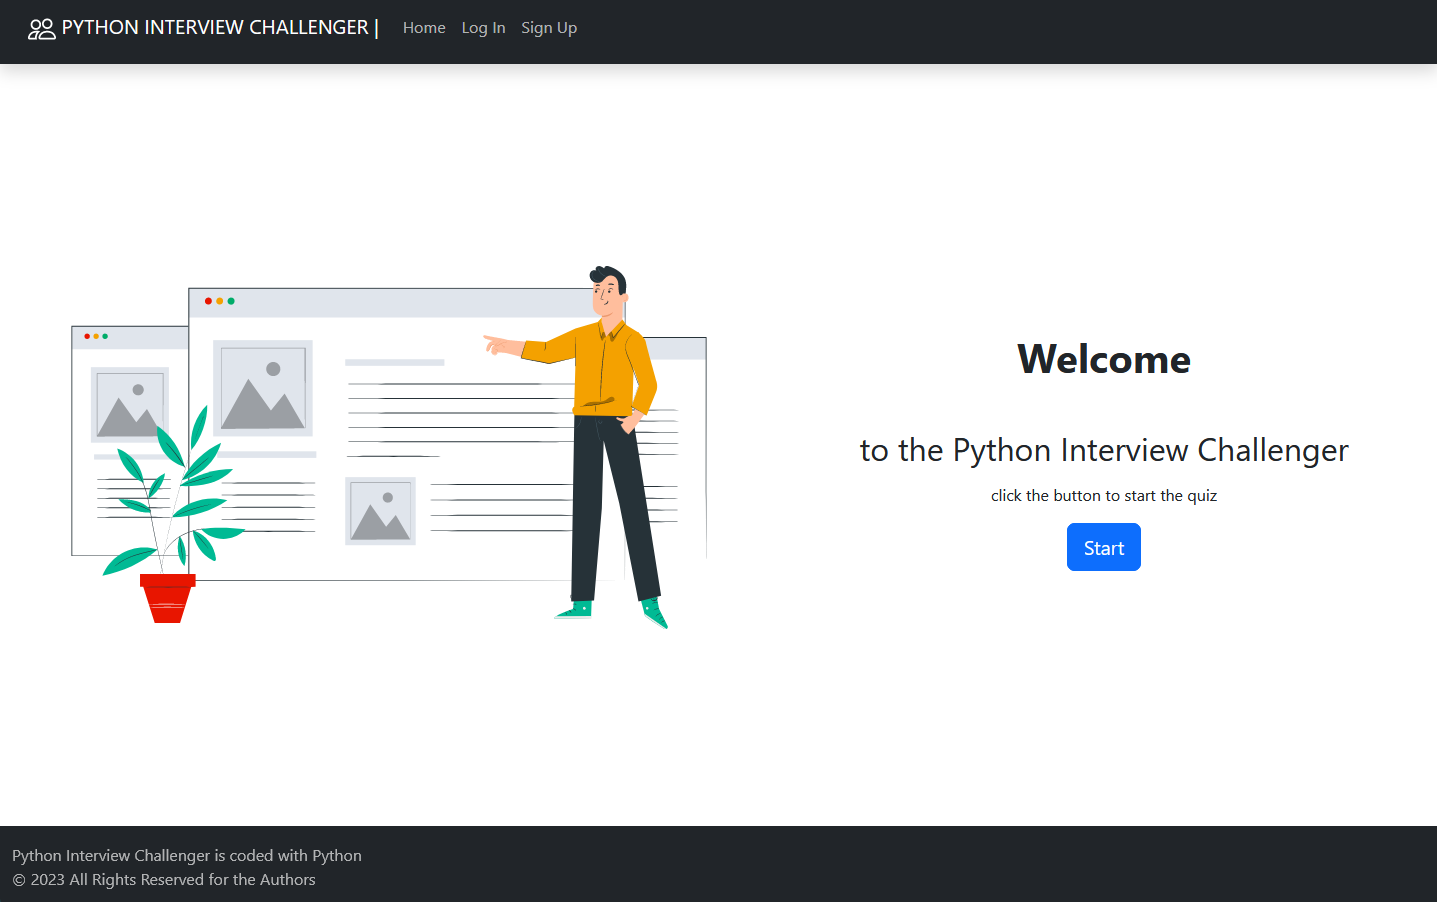 PYTHON INTERVIEW CHALLENGER | Home Log In Sign Up
Welcome
to the Python Interview Challenger
click the button to start the quiz
Start
Python Interview Challenger is coded with Python
© 2023 All Rights Reserved for the Authors